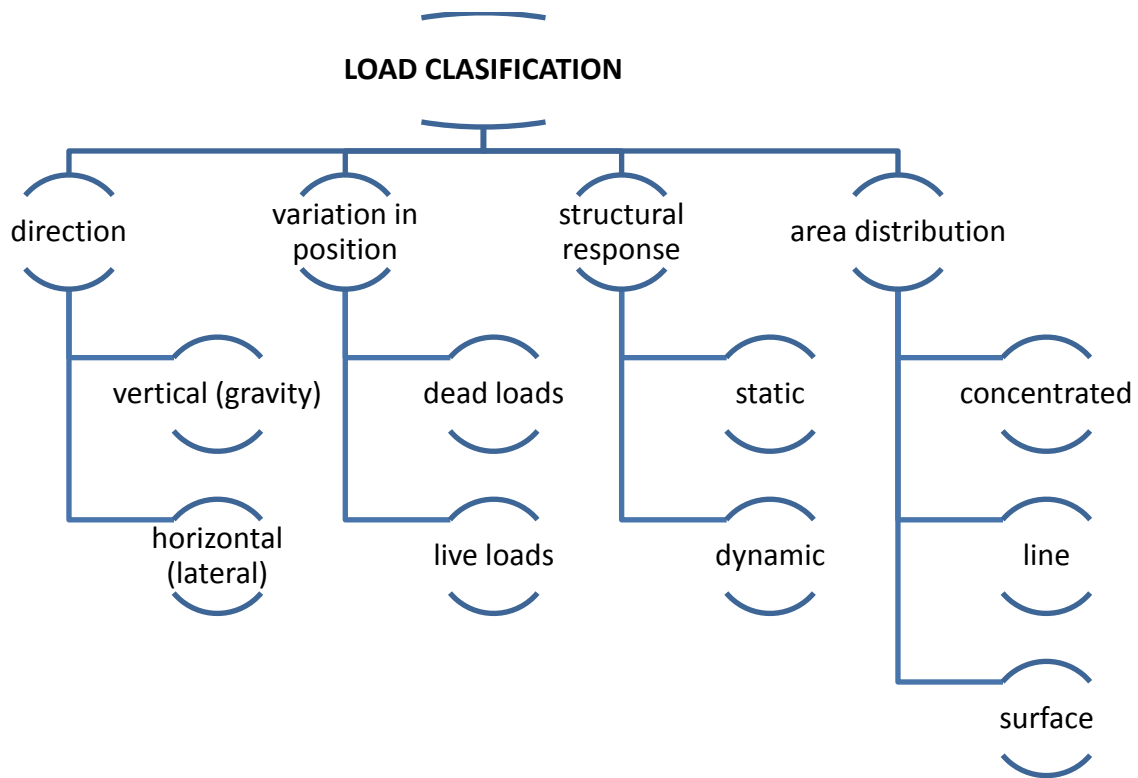 LOAD CLASIFICATION
direction
variation in
position
structural
response
area distribution
vertical (gravity)
dead loads
static
concentrated
horizontal
(lateral)
live loads
dynamic
line
surface